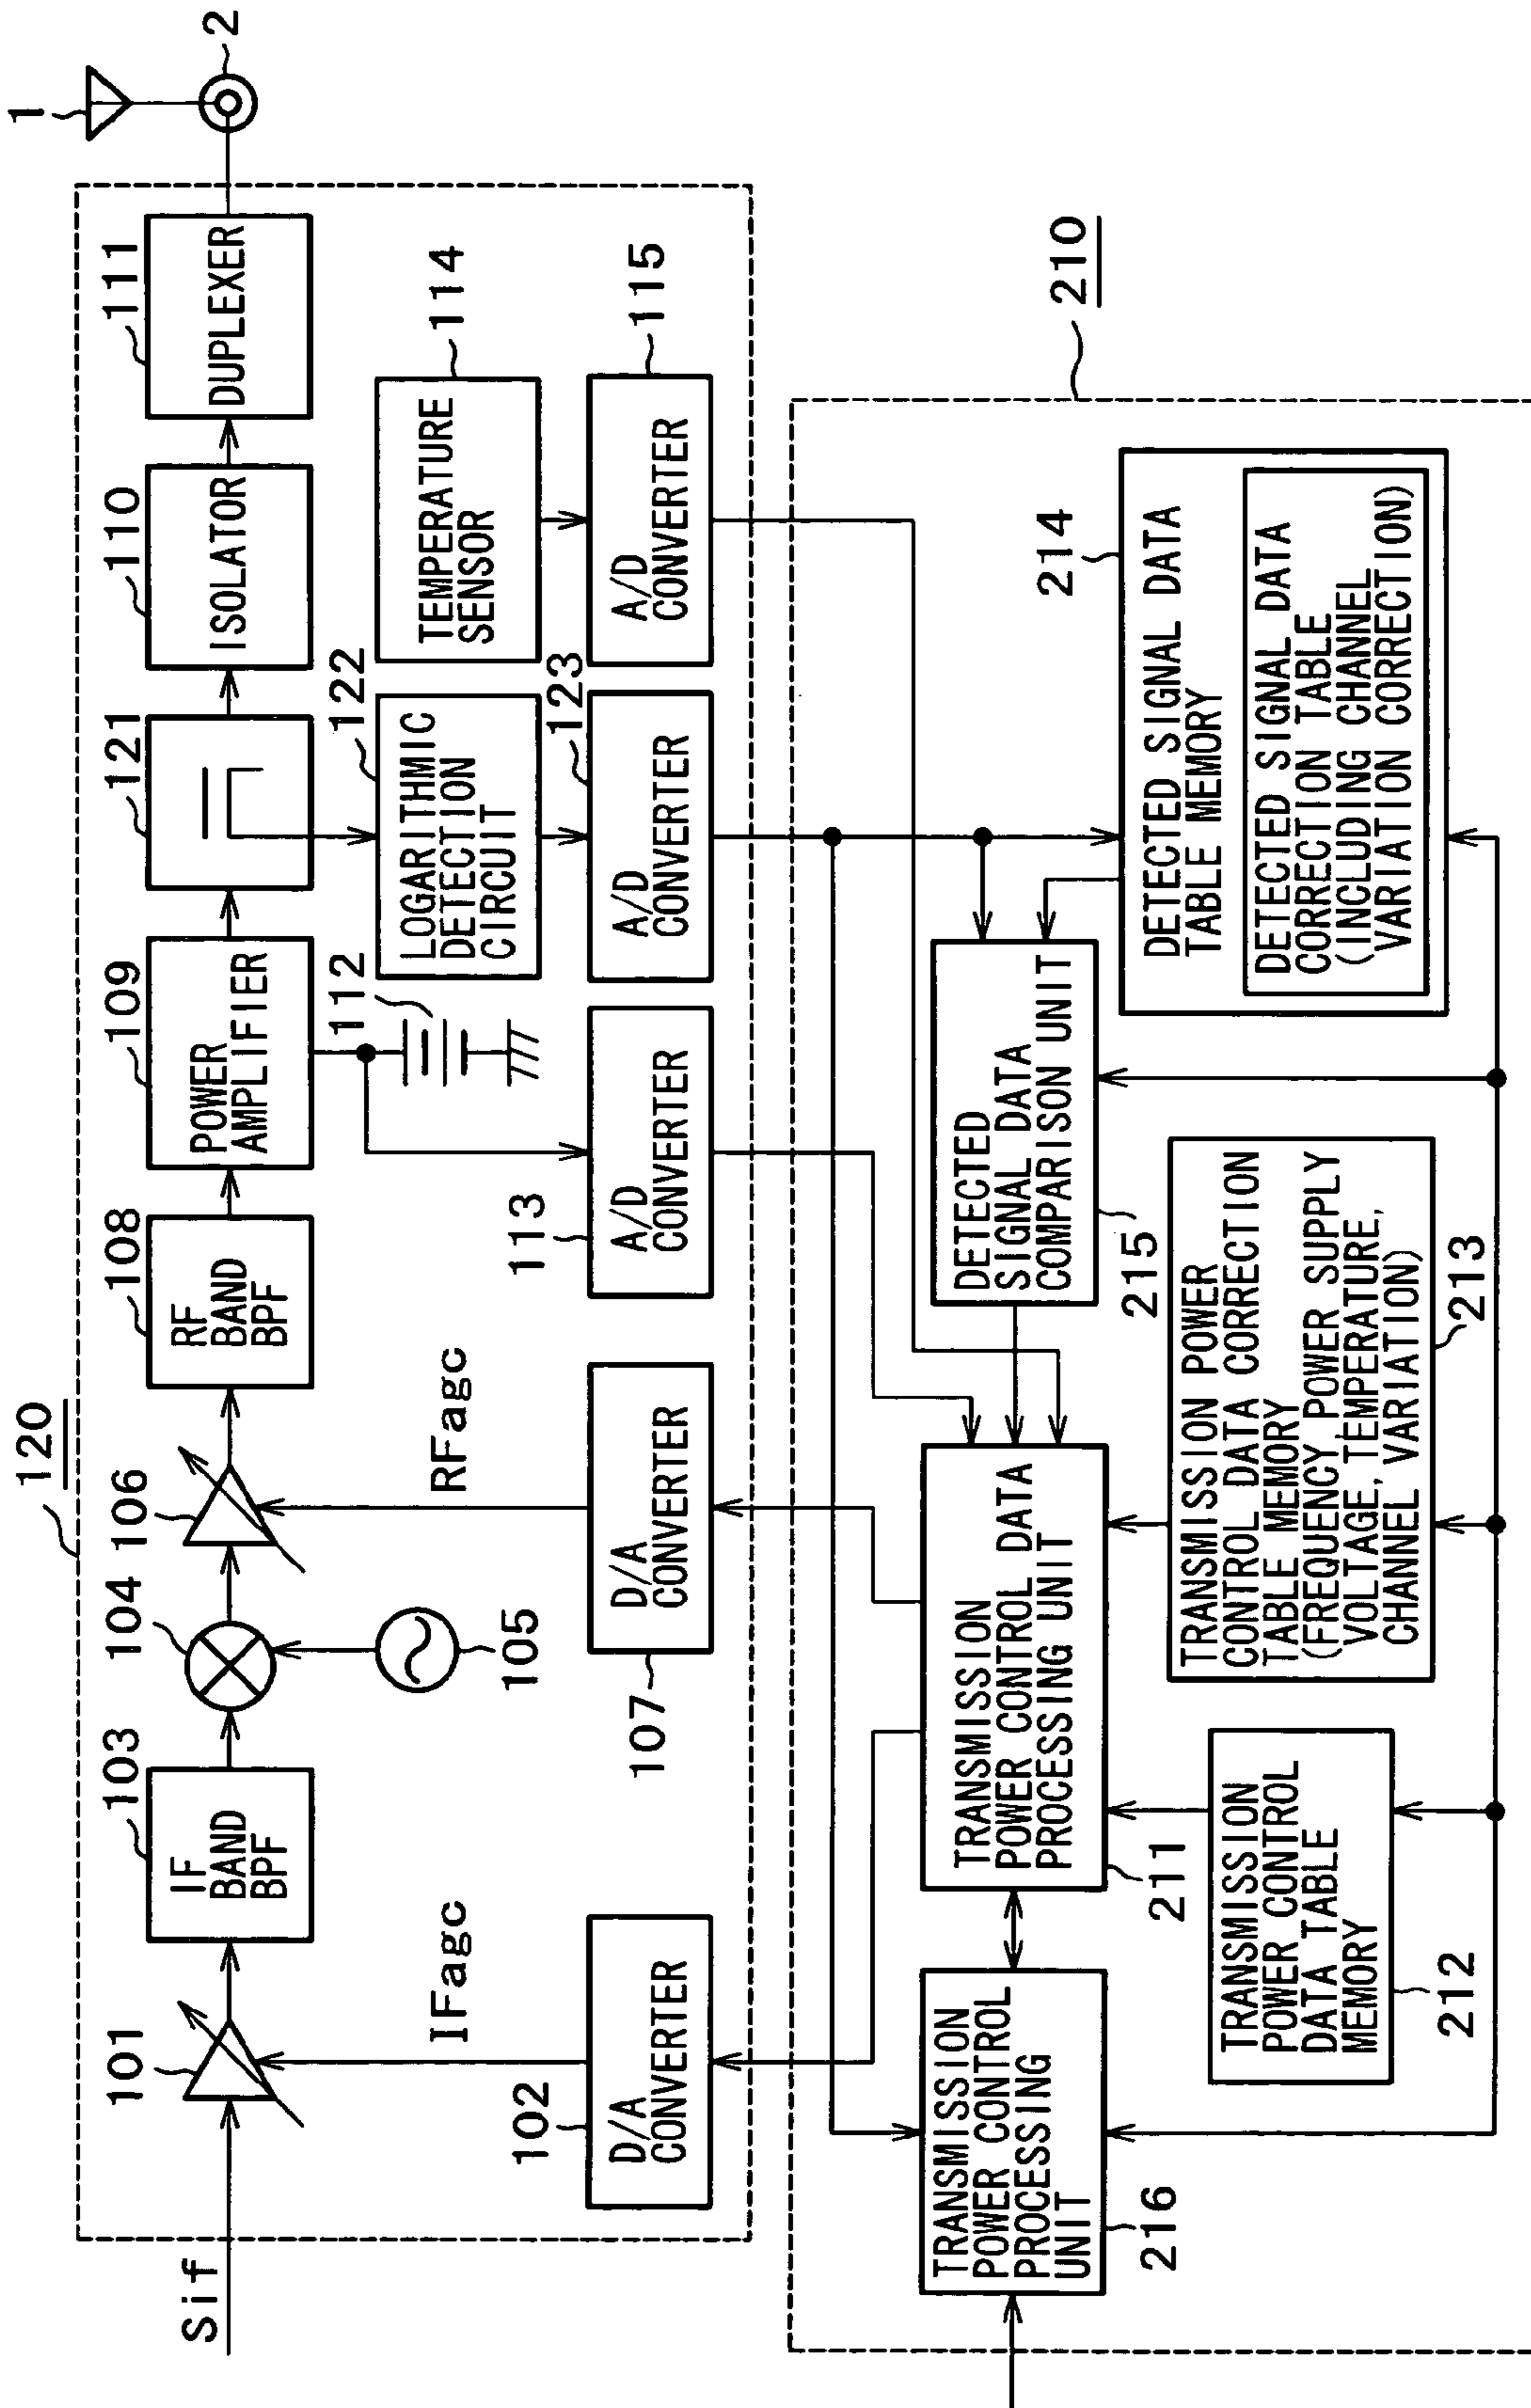 120
1
2
Sif
101
IF
BAND
BPF
103
104
105
106
RF
BAND
BPF
108
POWER
AMPLIFIER
109
121
ISOLATOR
110
DUPLEXER
111
IFagc
RFagc
112
LOGARITHMIC
DETECTION
CIRCUIT
122
TEMPERATURE
SENSOR
114
D/A
CONVERTER
102
D/A
CONVERTER
107
A/D
CONVERTER
113
A/D
CONVERTER
123
A/D
CONVERTER
115
210
TRANSMISSION
POWER CONTROL
PROCESSING
UNIT
216
TRANSMISSION
POWER CONTROL DATA
PROCESSING UNIT
211
DETECTED
SIGNAL DATA
COMPARISON UNIT
215
TRANSMISSION
POWER CONTROL
DATA TABLE
MEMORY
212
TRANSMISSION POWER
CONTROL DATA CORRECTION
TABLE MEMORY
(FREQUENCY, POWER SUPPLY
VOLTAGE, TEMPERATURE,
CHANNEL VARIATION)
213
DETECTED SIGNAL DATA
TABLE MEMORY
214
DETECTED SIGNAL DATA
CORRECTION TABLE
(INCLUDING CHANNEL
VARIATION CORRECTION)